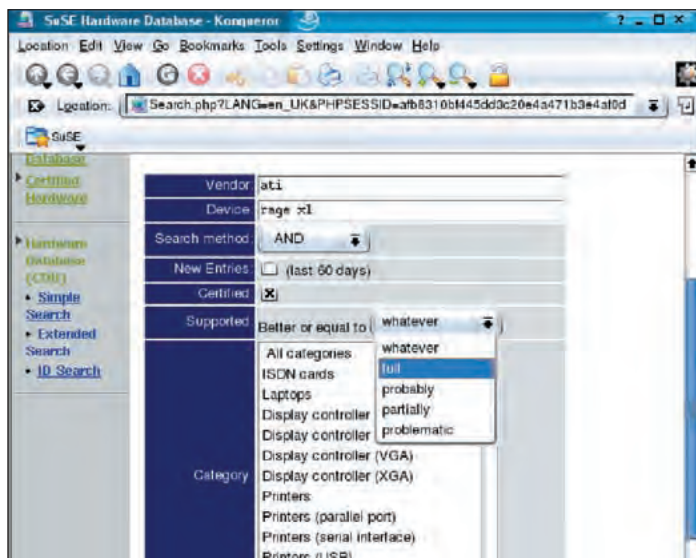 SuSE Hardware Database - Konqueror
Location Edit View Go Bookmarks Tools Settings Window Help
Location: Search.php?LANG=en_UK&PHPSESSID=afb8310bf445dd3c20e4a471b3e4af0d
SuSE
Database
Certified
Hardware
Hardware
Database
(CDB)
• Simple
Search
• Extended
Search
• ID Search
Vendor ati
Device rage xl
Search method: AND
New Entries: (last 60 days)
Certified
Supported Better or equal to ( whatever )
whatever
full
probably
partially
problematic
Category
All categories
ISDN cards
Laptops
Display controller
Display controller
Display controller (VGA)
Display controller (XGA)
Printers
Printers (parallel port)
Printers (serial interface)
Printers (USB)